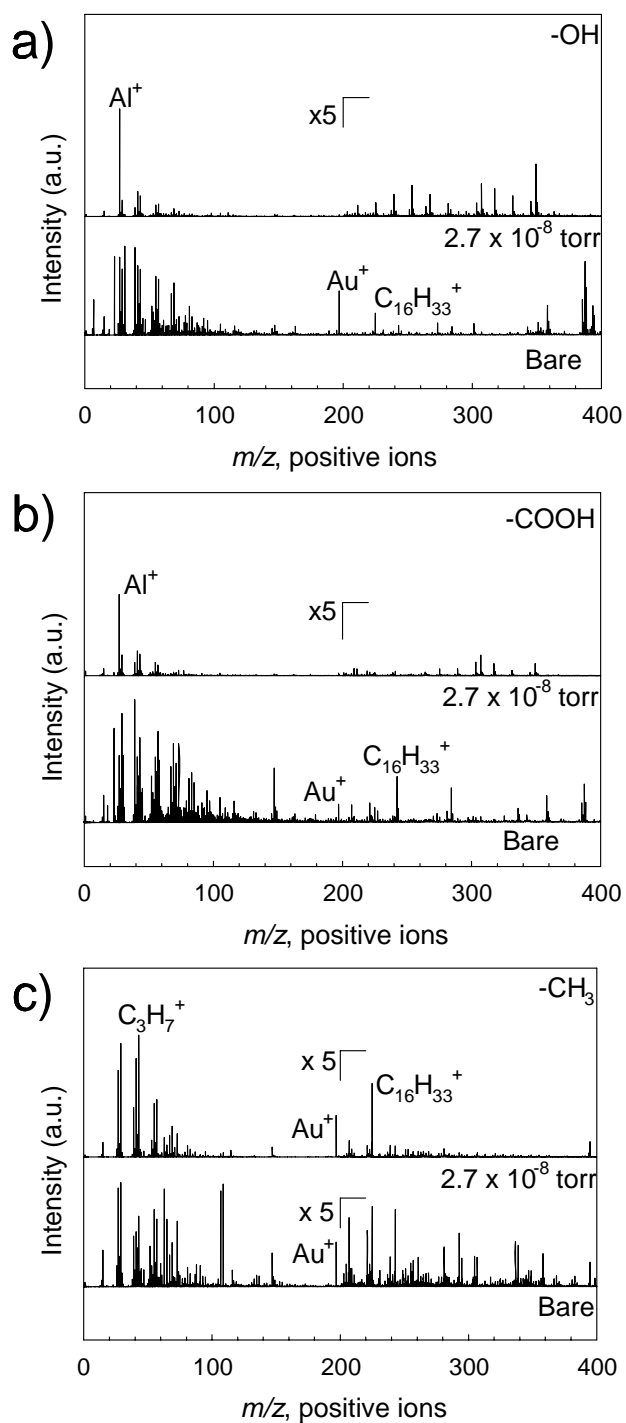 a)
-OH
Al⁺
x5
2.7 x 10⁻⁸ torr
Au⁺
C₁₆H₃₃⁺
Bare
Intensity (a.u.)
0 100 200 300 400
m/z, positive ions
b)
-COOH
Al⁺
x5
2.7 x 10⁻⁸ torr
C₁₆H₃₃⁺
Au⁺
Bare
Intensity (a.u.)
0 100 200 300 400
m/z, positive ions
c)
-CH₃
C₃H₇⁺
x 5
C₁₆H₃₃⁺
Au⁺
2.7 x 10⁻⁸ torr
x 5
Au⁺
Bare
Intensity (a.u.)
0 100 200 300 400
m/z, positive ions